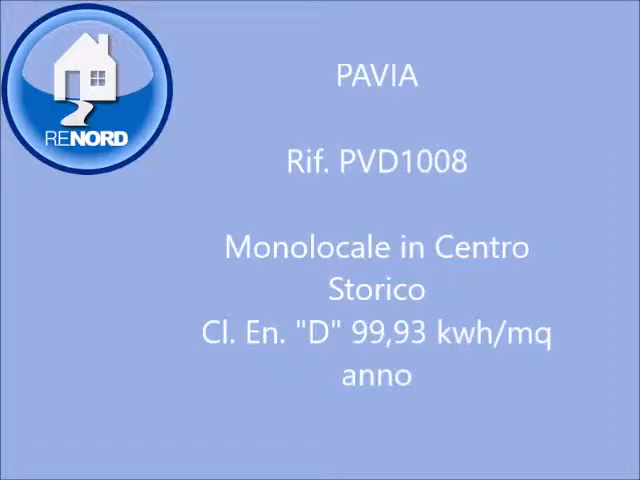 RENORD
PAVIA
Rif. PVD1008
Monolocale in Centro
Storico
Cl. En. "D" 99,93 kwh/mq
anno